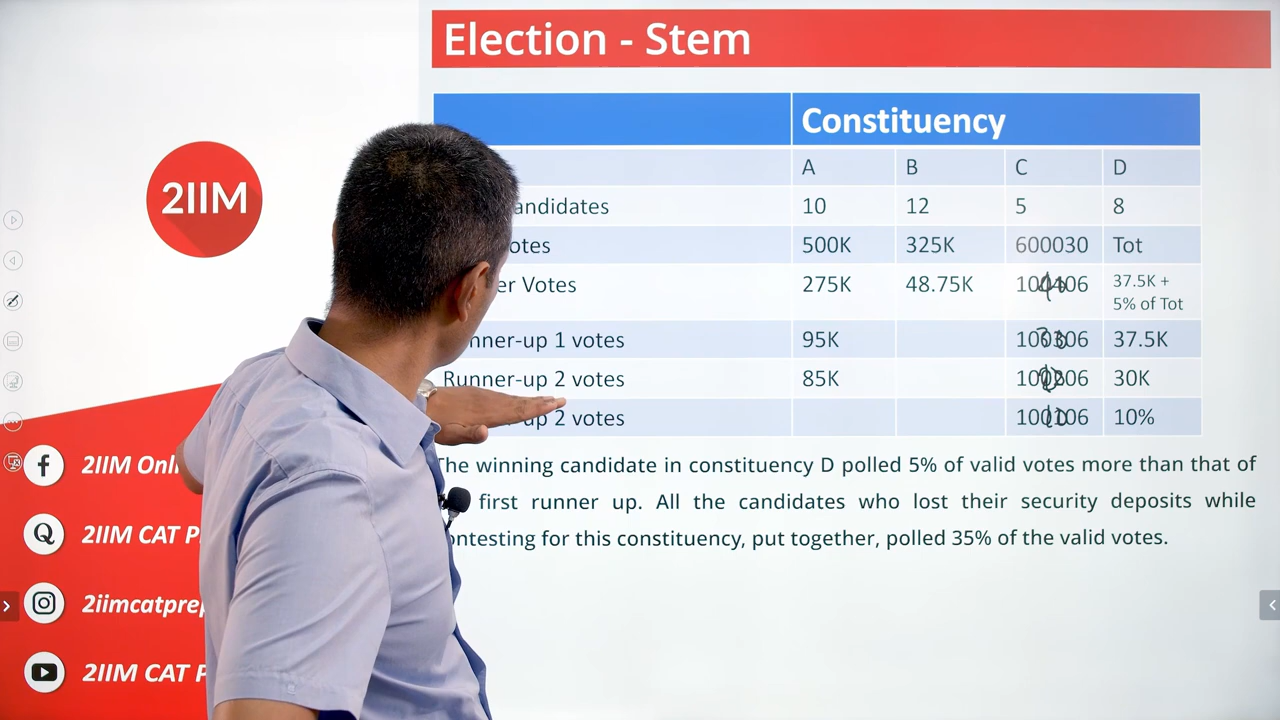 Election - Stem
Constituency
A B C D
andidates 10 12 5 8
otes 500K 325K 600030 Tot
er Votes 275K 48.75K 37.5K +
5% of Tot
nner-up 1 votes 95K 37.5K
Runner-up 2 votes 85K 30K
up 2 votes 10%
The winning candidate in constituency D polled 5% of valid votes more than that of
first runner up. All the candidates who lost their security deposits while
ontesting for this constituency, put together, polled 35% of the valid votes.
2IIM
2IIM Onli
Q 2IIM CAT P
2iimcatprep
2IIM CAT P